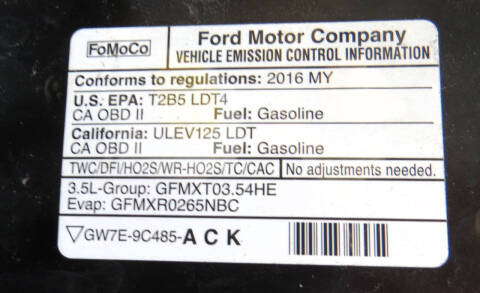 FoMoCo
Ford Motor Company
VEHICLE EMISSION CONTROL INFORMATION
Conforms to regulations: 2016 MY
U.S. EPA: T2B5 LDT4
CA OBD II Fuel: Gasoline
California: ULEV125 LDT
CA OBD II Fuel: Gasoline
TWC/DFI/HO2S/WR-HO2S/TC/CAC No adjustments needed.
3.5L-Group: GFMXT03.54HE
Evap: GFMXR0265NBC
▽GW7E-9C485-ACK